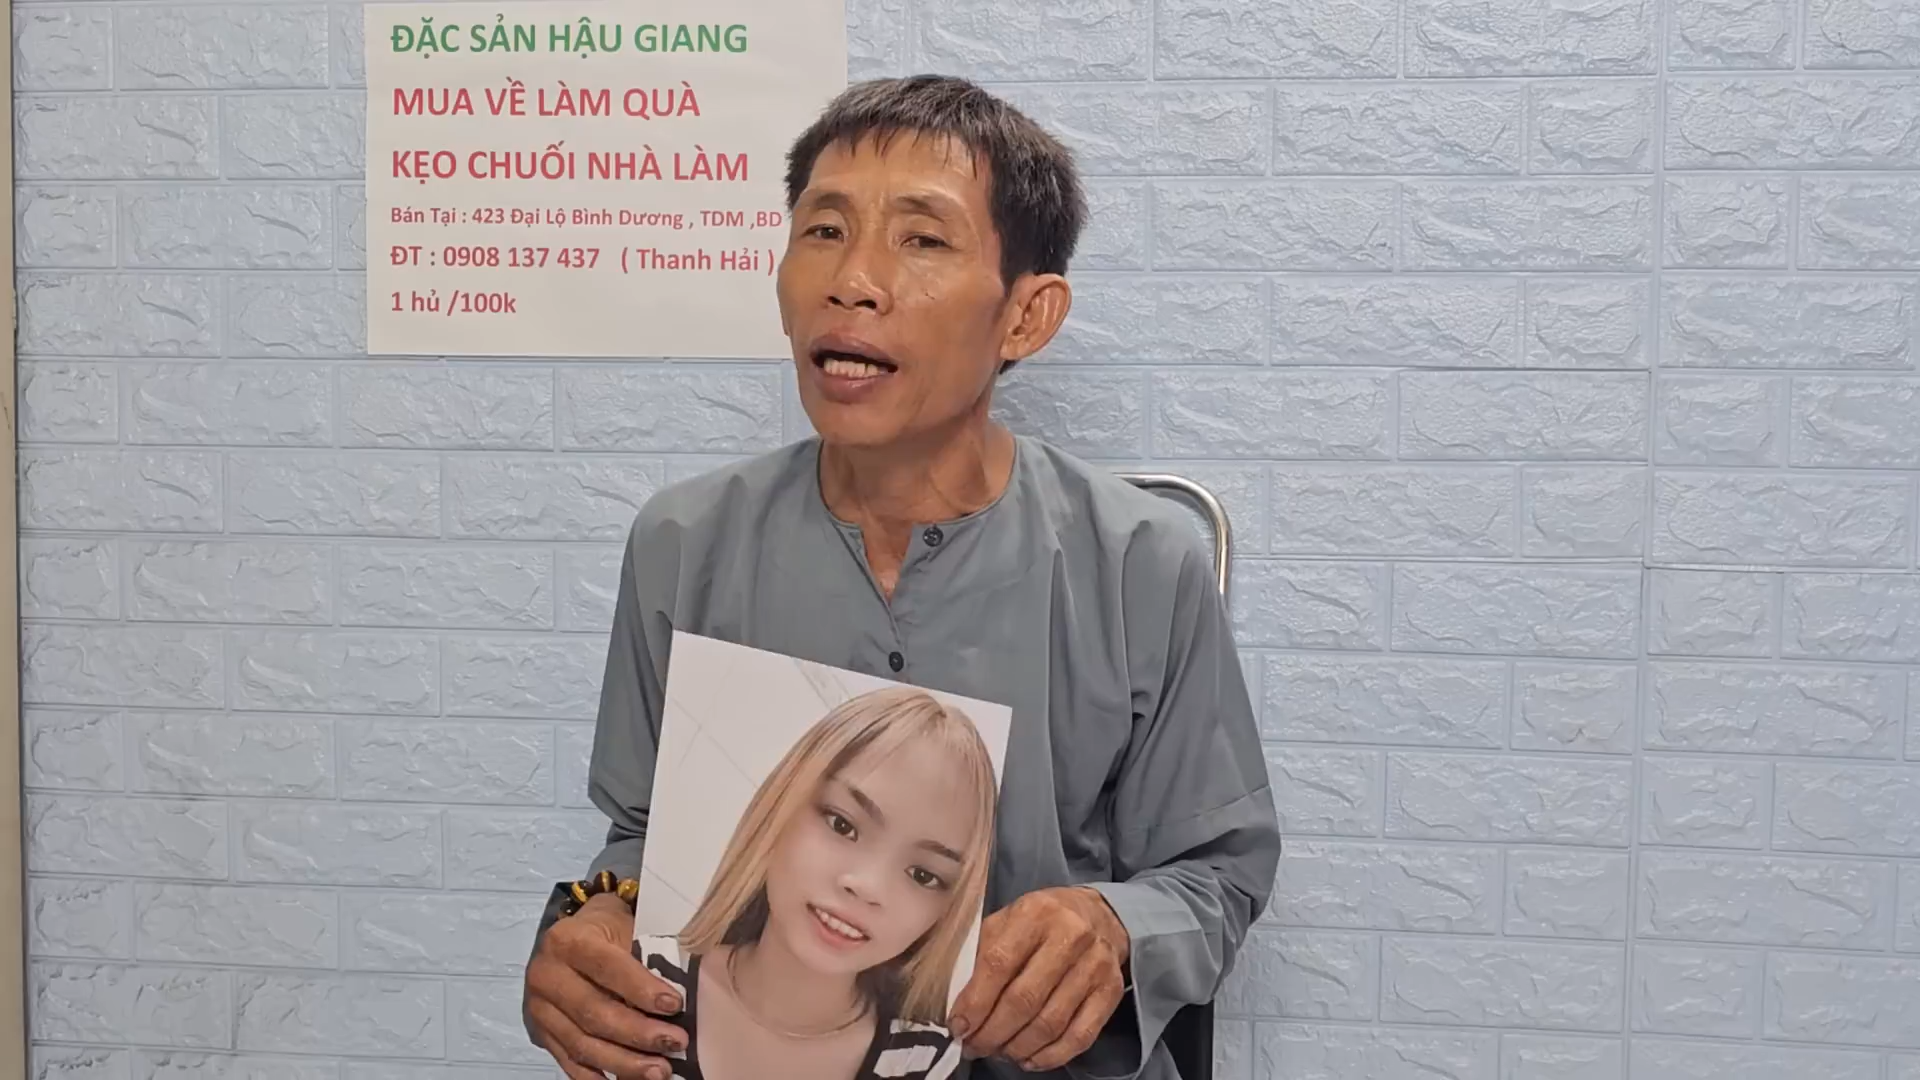 ĐẶC SẢN HẬU GIANG
MUA VỀ LÀM QUÀ
KẸO CHUỐI NHÀ LÀM
Bán Tại : 423 Đại Lộ Bình Dương , TDM ,BD
ĐT : 0908 137 437 ( Thanh Hải )
1 hủ /100k